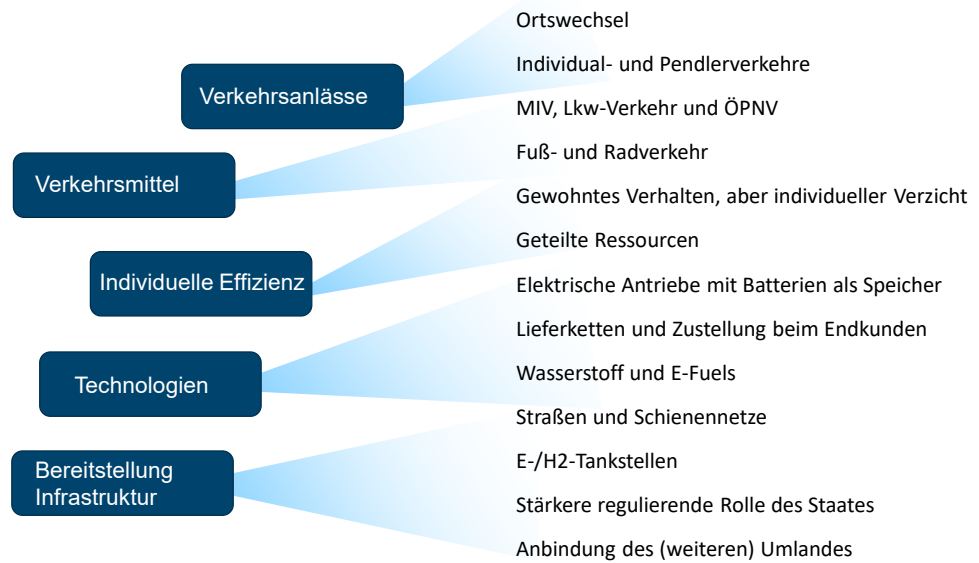 Ortswechsel
Individual- und Pendlerverkehre
Verkehrsanlässe
MIV, Lkw-Verkehr und ÖPNV
Fuß- und Radverkehr
Verkehrsmittel
Gewohntes Verhalten, aber individueller Verzicht
Geteilte Ressourcen
Individuelle Effizienz
Elektrische Antriebe mit Batterien als Speicher
Lieferketten und Zustellung beim Endkunden
Wasserstoff und E-Fuels
Technologien
Straßen und Schienennetze
E-/H2-Tankstellen
Stärkere regulierende Rolle des Staates
Anbindung des (weiteren) Umlandes
Bereitstellung
Infrastruktur